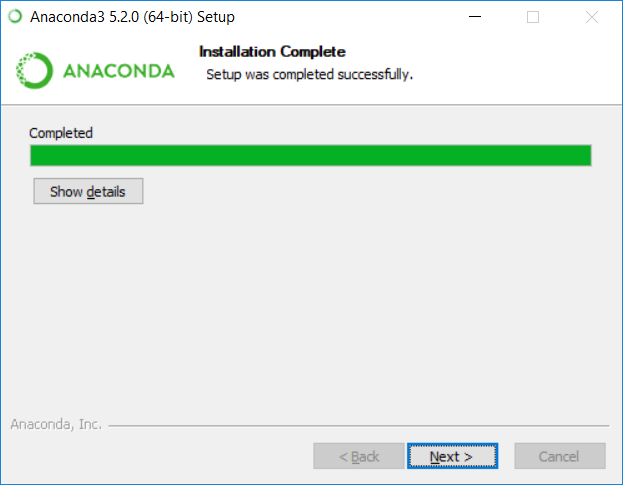 Anaconda3 5.2.0 (64-bit) Setup
ANACONDA
Installation Complete
Setup was completed successfully.
Completed
Show details
Anaconda, Inc.
< Back
Next >
Cancel